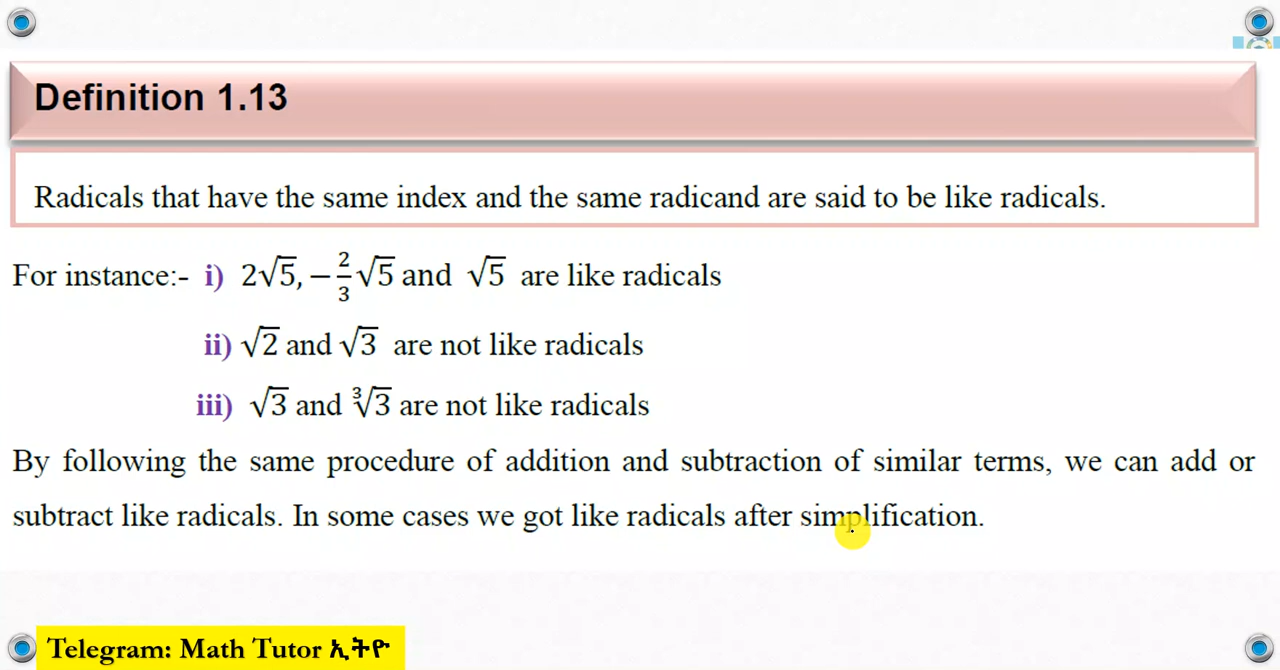 Definition 1.13
Radicals that have the same index and the same radicand are said to be like radicals.
For instance:- i) 2√5, −2/3√5 and √5 are like radicals
ii) √2 and √3 are not like radicals
iii) √3 and ∛3 are not like radicals
By following the same procedure of addition and subtraction of similar terms, we can add or
subtract like radicals. In some cases we got like radicals after simplification.
Telegram: Math Tutor ኢትዮ